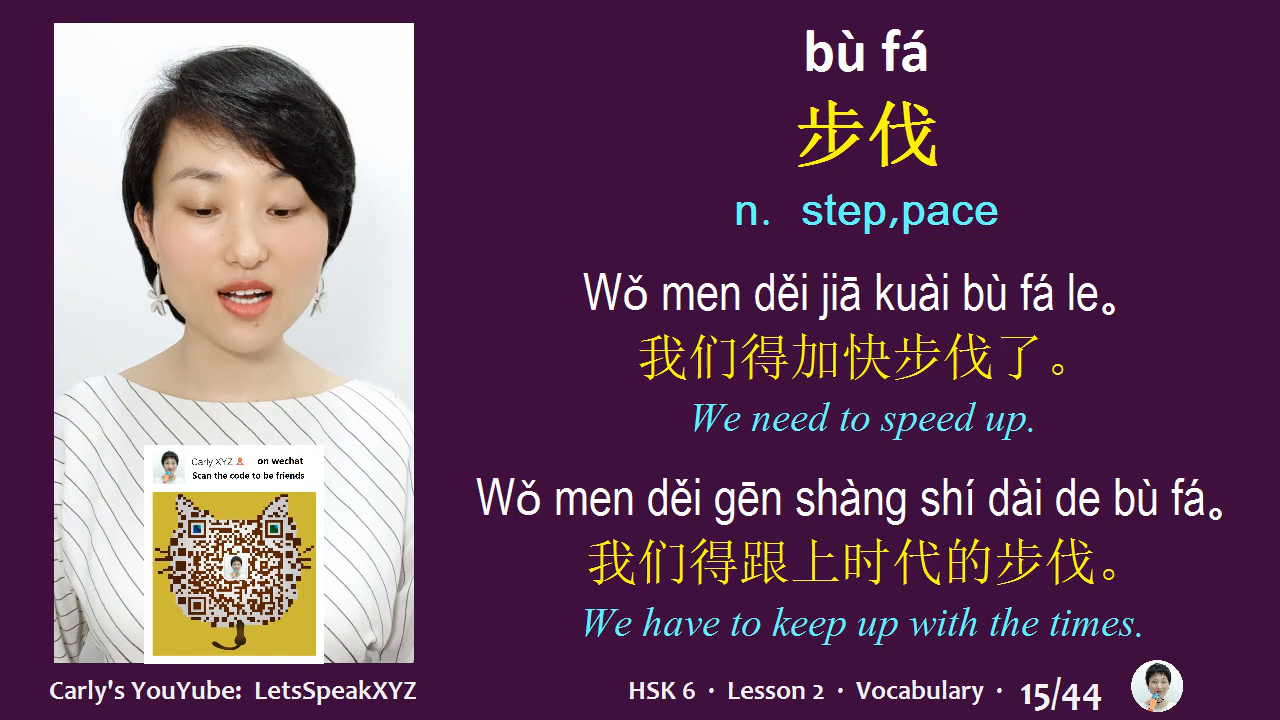 bù fá
步伐
n. step,pace
Wǒ men děi jiā kuài bù fá le。
我们得加快步伐了。
We need to speed up.
Wǒ men děi gēn shàng shí dài de bù fá。
我们得跟上时代的步伐。
We have to keep up with the times.
Carly XYZ on wechat
Scan the code to be friends
Carly's YouYube: LetsSpeakXYZ
HSK 6 · Lesson 2 · Vocabulary · 15/44